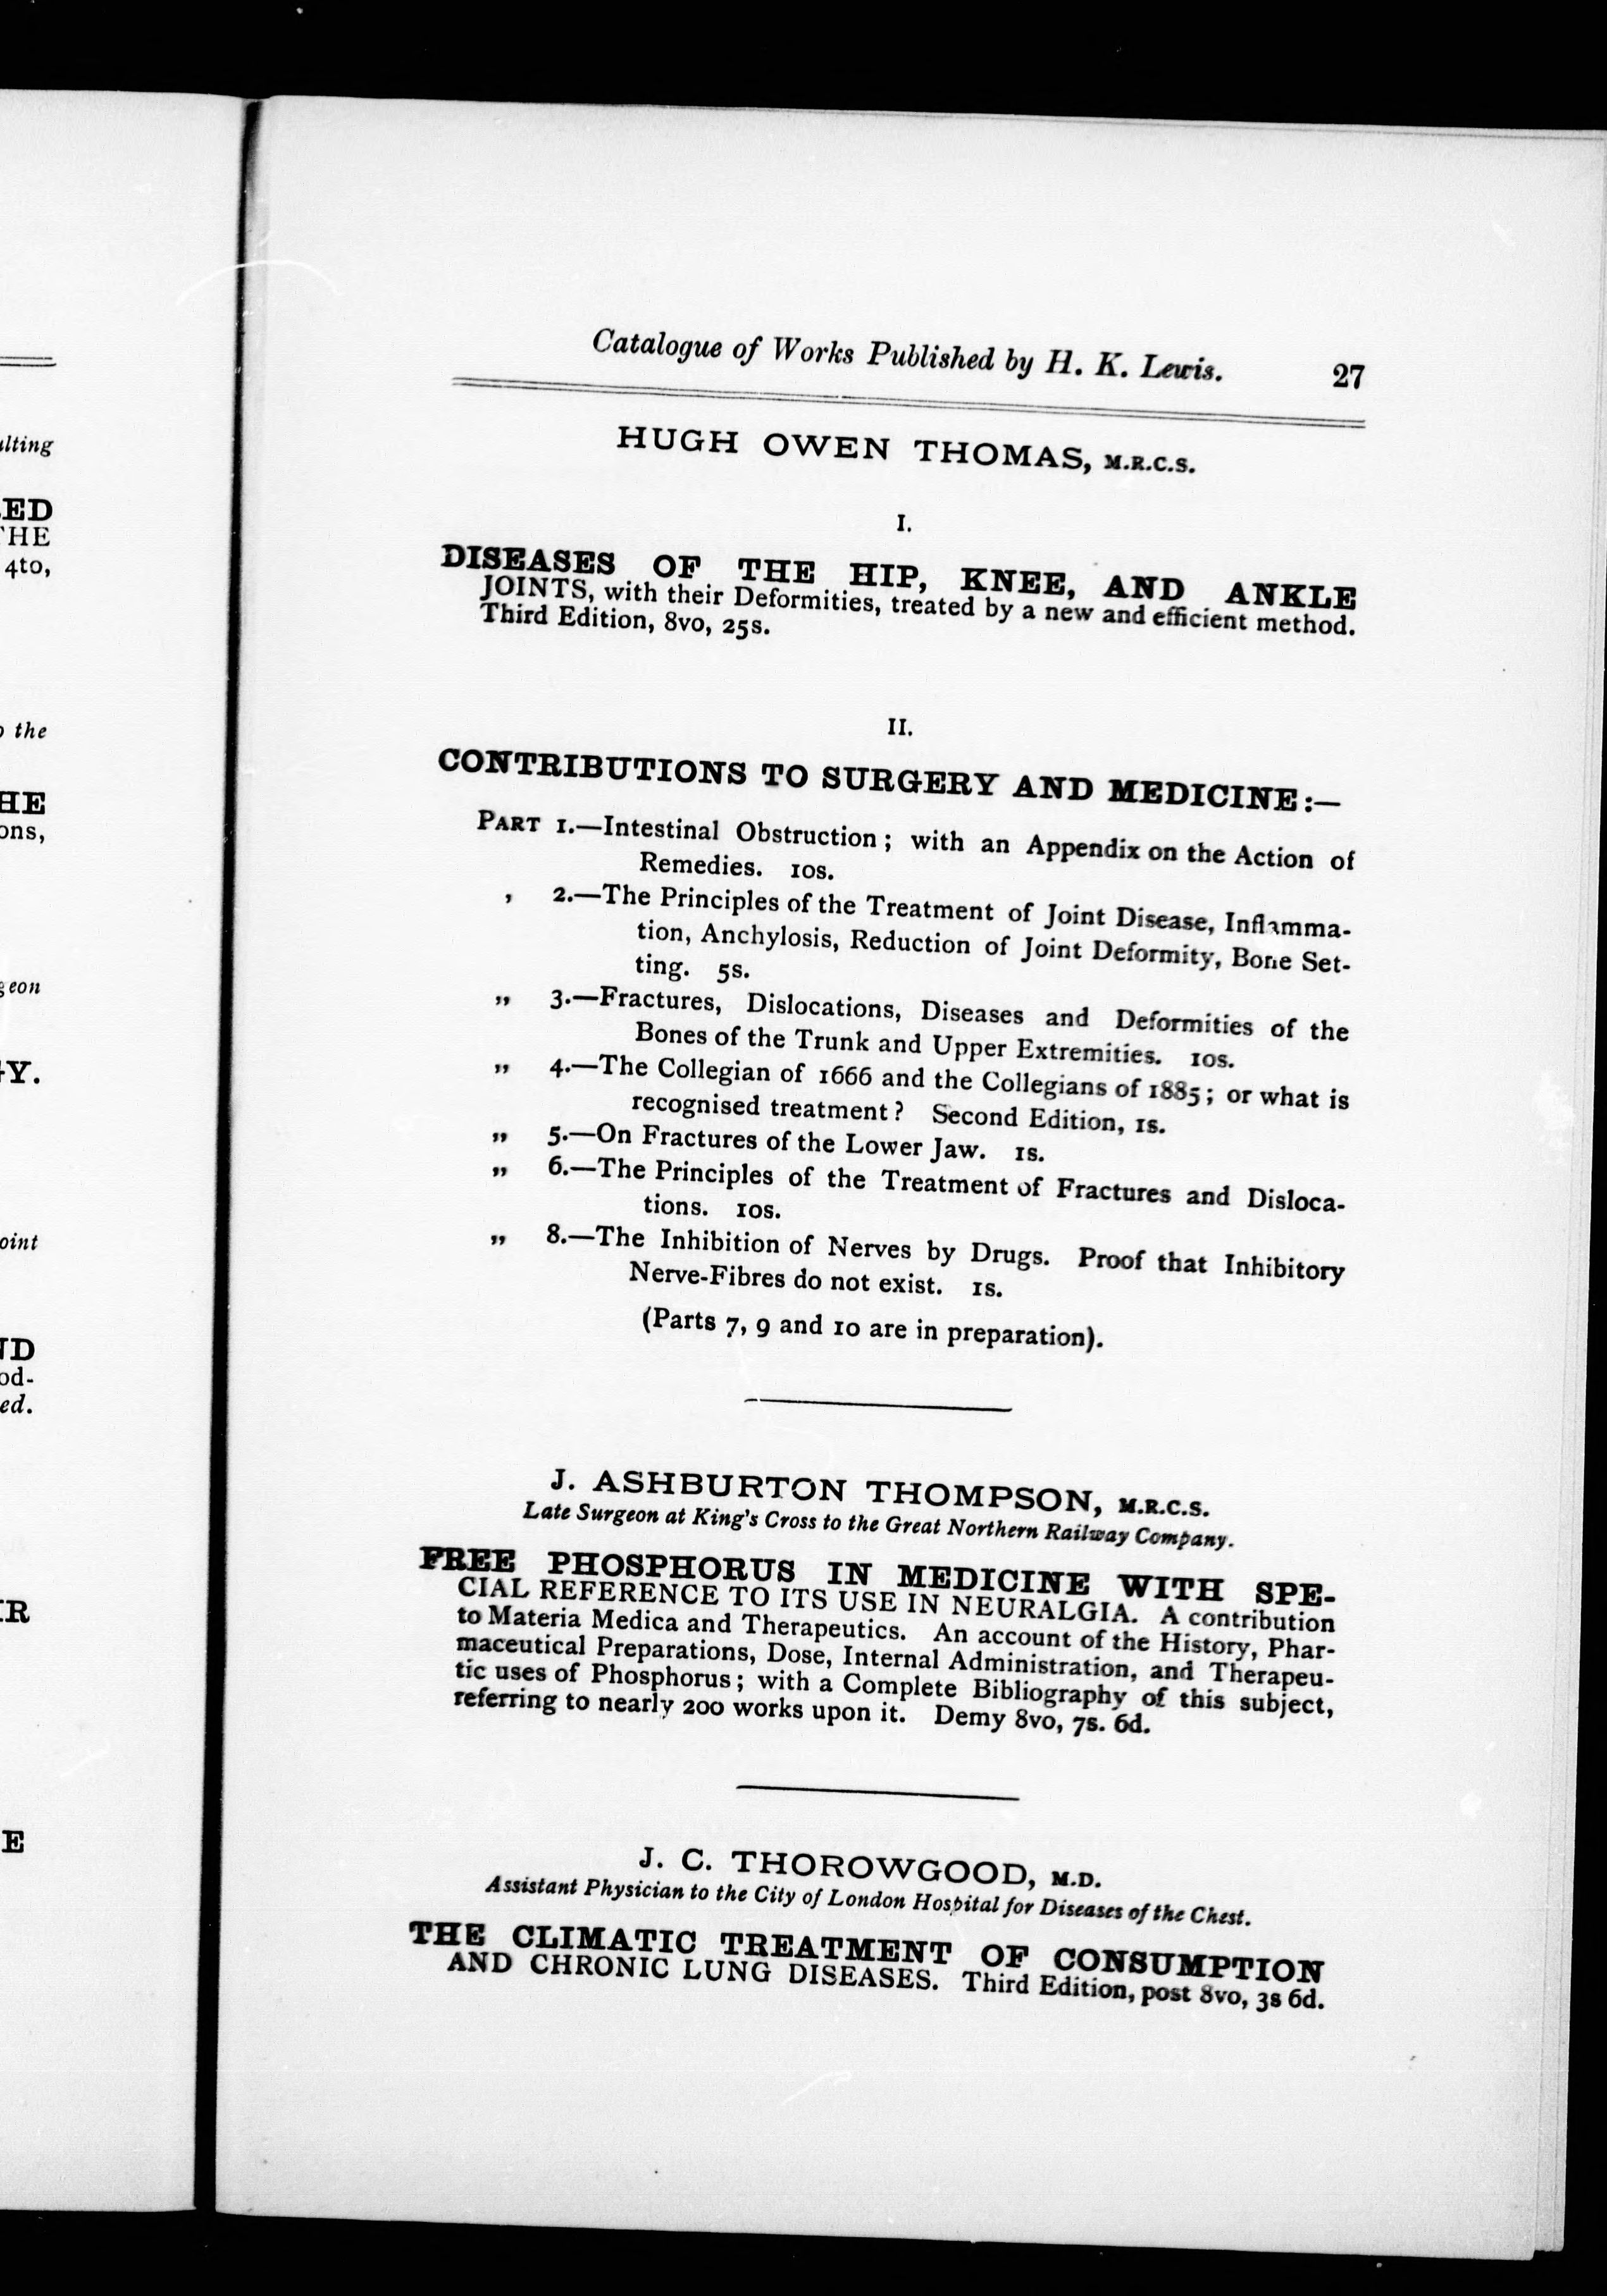 Catalogue of Works Published by H. K. Lewis. 27
HUGH OWEN THOMAS, M.R.C.S.
I.
DISEASES OF THE HIP, KNEE, AND ANKLE
JOINTS, with their Deformities, treated by a new and efficient method.
Third Edition, 8vo, 25s.
II.
CONTRIBUTIONS TO SURGERY AND MEDICINE:—
PART 1.—Intestinal Obstruction; with an Appendix on the Action of
Remedies. 10s.
, 2.—The Principles of the Treatment of Joint Disease, Inflamma-
tion, Anchylosis, Reduction of Joint Deformity, Bone Set-
ting. 5s.
„ 3.—Fractures, Dislocations, Diseases and Deformities of the
Bones of the Trunk and Upper Extremities. 10s.
„ 4.—The Collegian of 1666 and the Collegians of 1885; or what is
recognised treatment? Second Edition, 1s.
„ 5.—On Fractures of the Lower Jaw. 1s.
„ 6.—The Principles of the Treatment of Fractures and Disloca-
tions. 10s.
„ 8.—The Inhibition of Nerves by Drugs. Proof that Inhibitory
Nerve-Fibres do not exist. 1s.
(Parts 7, 9 and 10 are in preparation).
J. ASHBURTON THOMPSON, M.R.C.S.
Late Surgeon at King's Cross to the Great Northern Railway Company.
FREE PHOSPHORUS IN MEDICINE WITH SPE-
CIAL REFERENCE TO ITS USE IN NEURALGIA. A contribution
to Materia Medica and Therapeutics. An account of the History, Phar-
maceutical Preparations, Dose, Internal Administration, and Therapeu-
tic uses of Phosphorus; with a Complete Bibliography of this subject,
referring to nearly 200 works upon it. Demy 8vo, 7s. 6d.
J. C. THOROWGOOD, M.D.
Assistant Physician to the City of London Hospital for Diseases of the Chest.
THE CLIMATIC TREATMENT OF CONSUMPTION
AND CHRONIC LUNG DISEASES. Third Edition, post 8vo, 3s 6d.